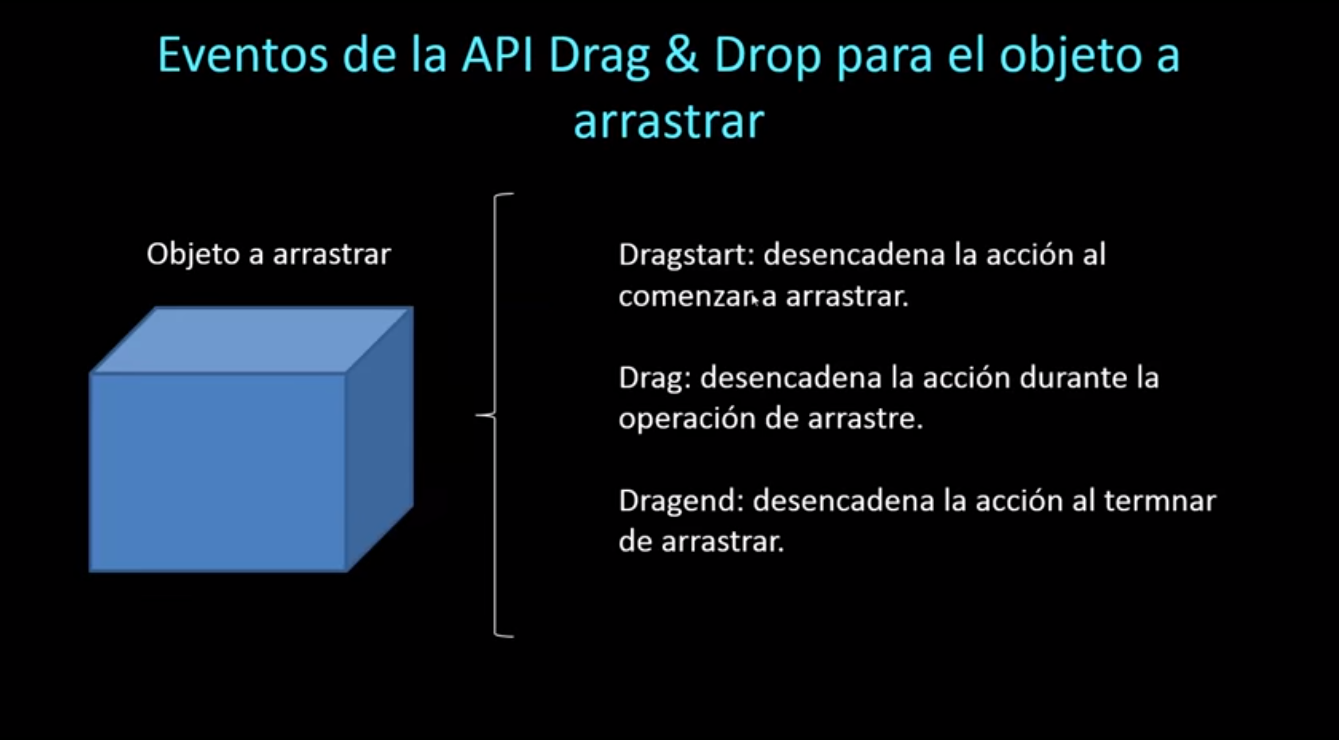 Eventos de la API Drag & Drop para el objeto a
arrastrar
Objeto a arrastrar
Dragstart: desencadena la acción al
comenzar a arrastrar.
Drag: desencadena la acción durante la
operación de arrastre.
Dragend: desencadena la acción al termnar
de arrastrar.